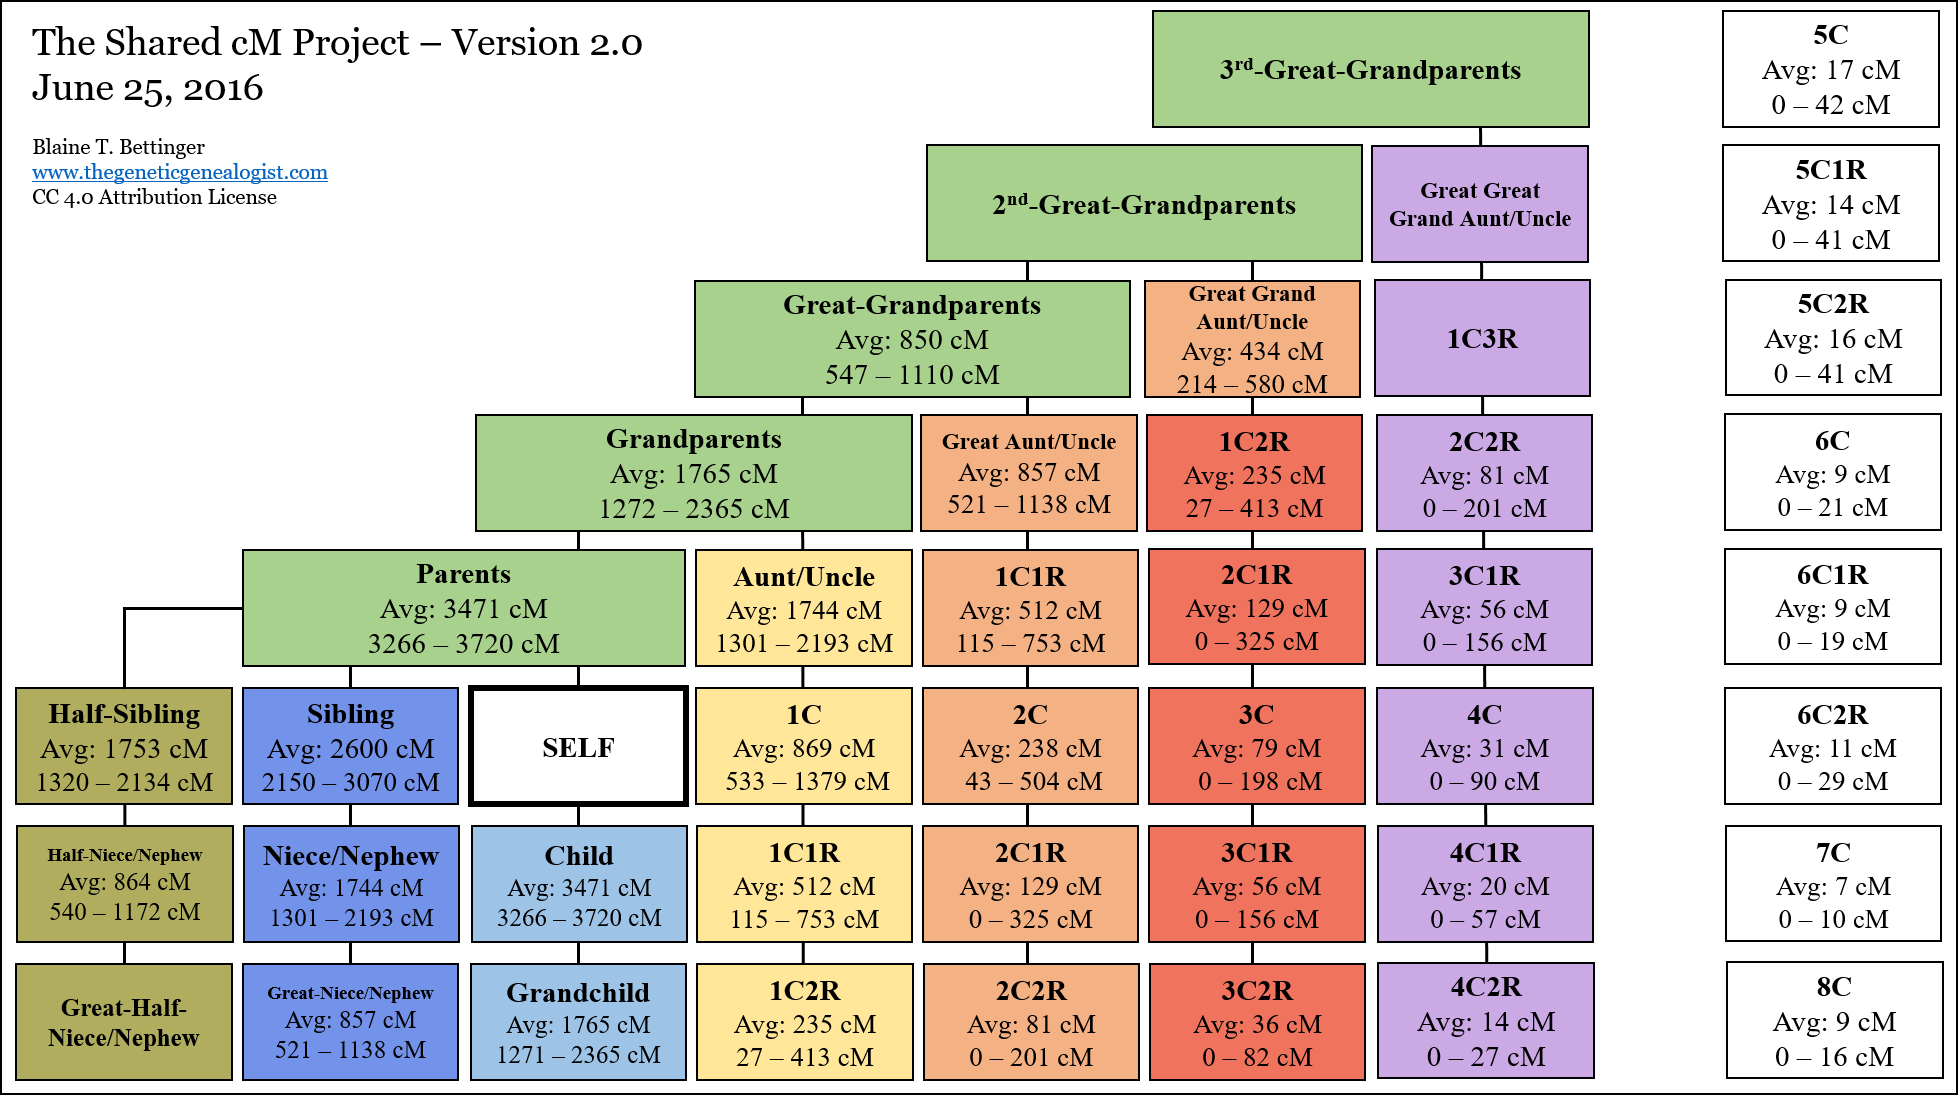 The Shared cM Project – Version 2.0
June 25, 2016
Blaine T. Bettinger
www.thegeneticgenealogist.com
CC 4.0 Attribution License
3rd-Great-Grandparents
5C
Avg: 17 cM
0 – 42 cM
2nd-Great-Grandparents
Great Great
Grand Aunt/Uncle
5C1R
Avg: 14 cM
0 – 41 cM
Great-Grandparents
Avg: 850 cM
547 – 1110 cM
Great Grand
Aunt/Uncle
Avg: 434 cM
214 – 580 cM
1C3R
5C2R
Avg: 16 cM
0 – 41 cM
Grandparents
Avg: 1765 cM
1272 – 2365 cM
Great Aunt/Uncle
Avg: 857 cM
521 – 1138 cM
1C2R
Avg: 235 cM
27 – 413 cM
2C2R
Avg: 81 cM
0 – 201 cM
6C
Avg: 9 cM
0 – 21 cM
Parents
Avg: 3471 cM
3266 – 3720 cM
Aunt/Uncle
Avg: 1744 cM
1301 – 2193 cM
1C1R
Avg: 512 cM
115 – 753 cM
2C1R
Avg: 129 cM
0 – 325 cM
3C1R
Avg: 56 cM
0 – 156 cM
6C1R
Avg: 9 cM
0 – 19 cM
Half-Sibling
Avg: 1753 cM
1320 – 2134 cM
Sibling
Avg: 2600 cM
2150 – 3070 cM
SELF
1C
Avg: 869 cM
533 – 1379 cM
2C
Avg: 238 cM
43 – 504 cM
3C
Avg: 79 cM
0 – 198 cM
4C
Avg: 31 cM
0 – 90 cM
6C2R
Avg: 11 cM
0 – 29 cM
Half-Niece/Nephew
Avg: 864 cM
540 – 1172 cM
Niece/Nephew
Avg: 1744 cM
1301 – 2193 cM
Child
Avg: 3471 cM
3266 – 3720 cM
1C1R
Avg: 512 cM
115 – 753 cM
2C1R
Avg: 129 cM
0 – 325 cM
3C1R
Avg: 56 cM
0 – 156 cM
4C1R
Avg: 20 cM
0 – 57 cM
7C
Avg: 7 cM
0 – 10 cM
Great-Half-
Niece/Nephew
Great-Niece/Nephew
Avg: 857 cM
521 – 1138 cM
Grandchild
Avg: 1765 cM
1271 – 2365 cM
1C2R
Avg: 235 cM
27 – 413 cM
2C2R
Avg: 81 cM
0 – 201 cM
3C2R
Avg: 36 cM
0 – 82 cM
4C2R
Avg: 14 cM
0 – 27 cM
8C
Avg: 9 cM
0 – 16 cM